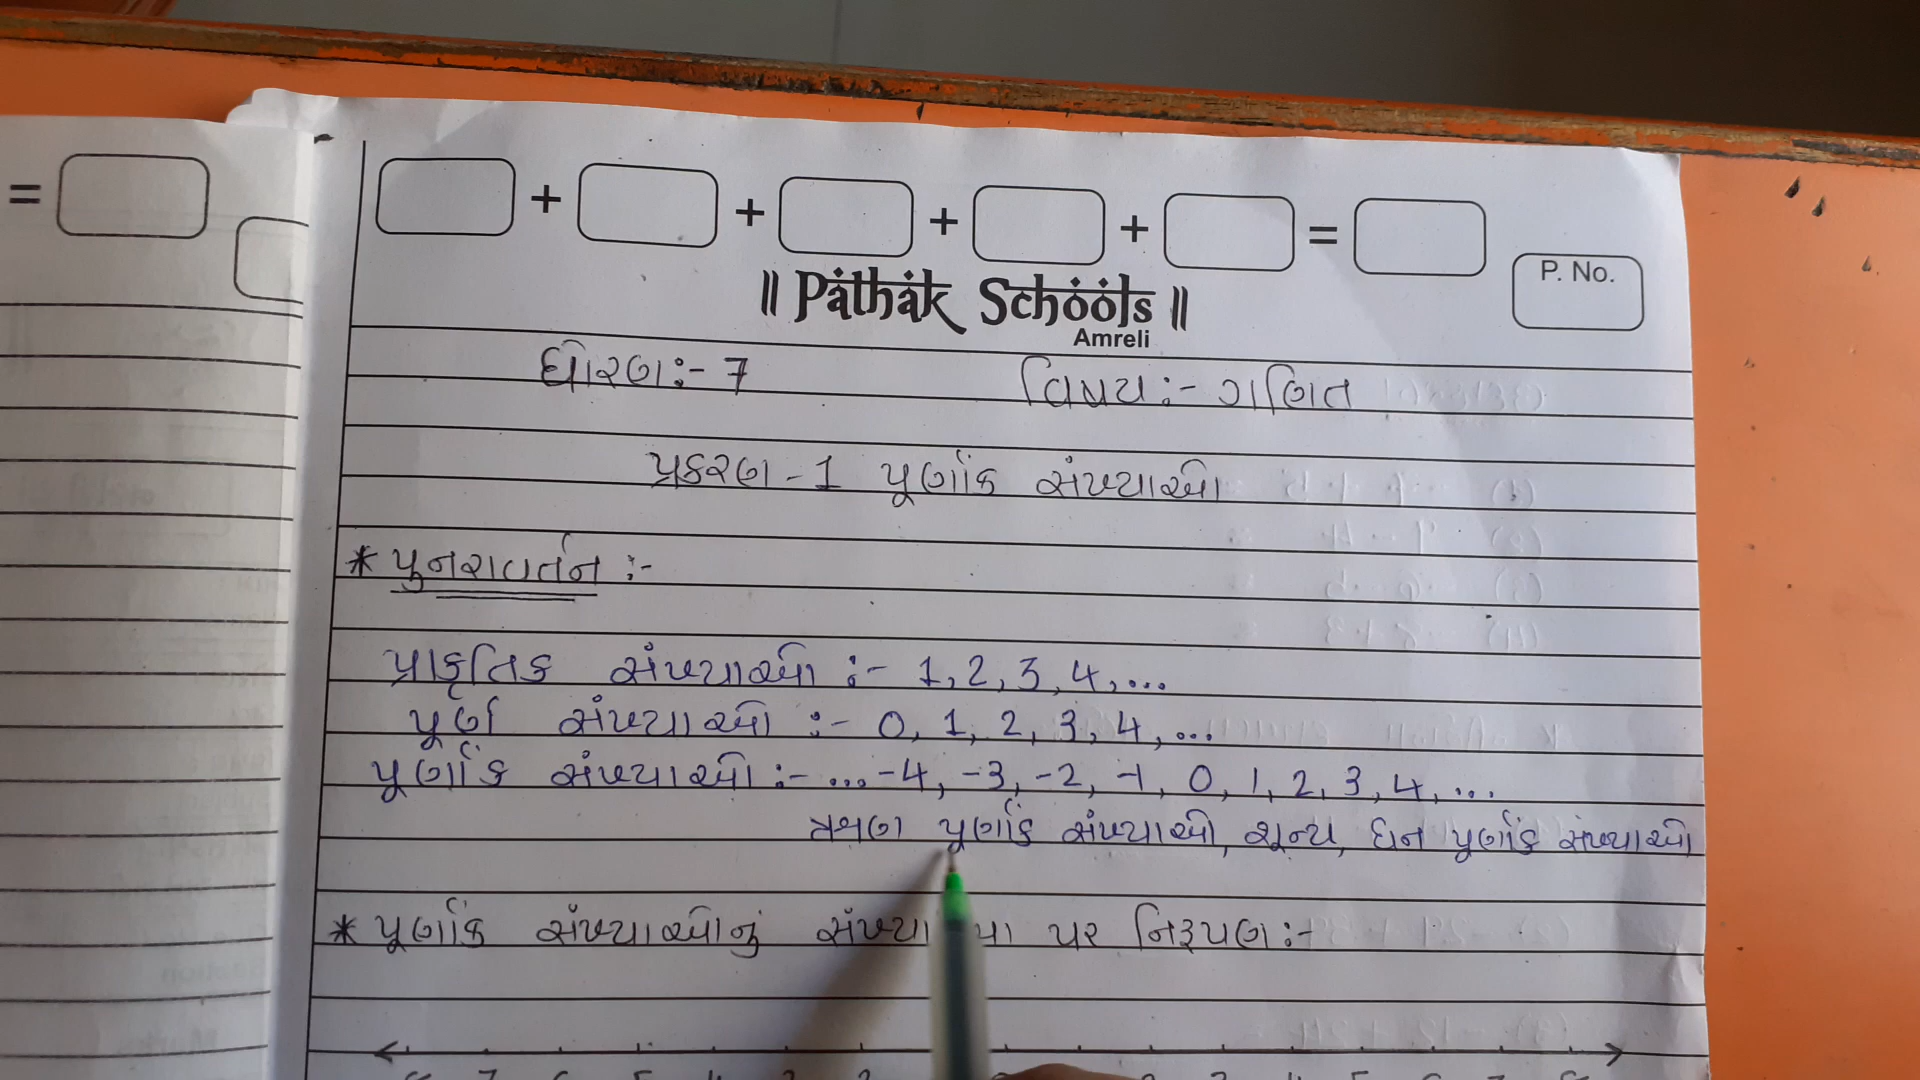 = + + + + =
P. No.
|| Pathak Schools ||
Amreli
ધોરણ:- 7 વિષય:- ગણિત
પ્રકરણ - 1 પૂર્ણાંક સંખ્યાઓ
* પુનરાવર્તન :-
પ્રાકૃતિક સંખ્યાઓ :- 1, 2, 3, 4, ...
પૂર્ણ સંખ્યાઓ :- 0, 1, 2, 3, 4, ...
પૂર્ણાંક સંખ્યાઓ :- ... -4, -3, -2, -1, 0, 1, 2, 3, 4, ...
ઋણ પૂર્ણાંક સંખ્યાઓ, શૂન્ય, ધન પૂર્ણાંક સંખ્યાઓ
* પૂર્ણાંક સંખ્યાઓનું સંખ્યા પર નિરૂપણ:-